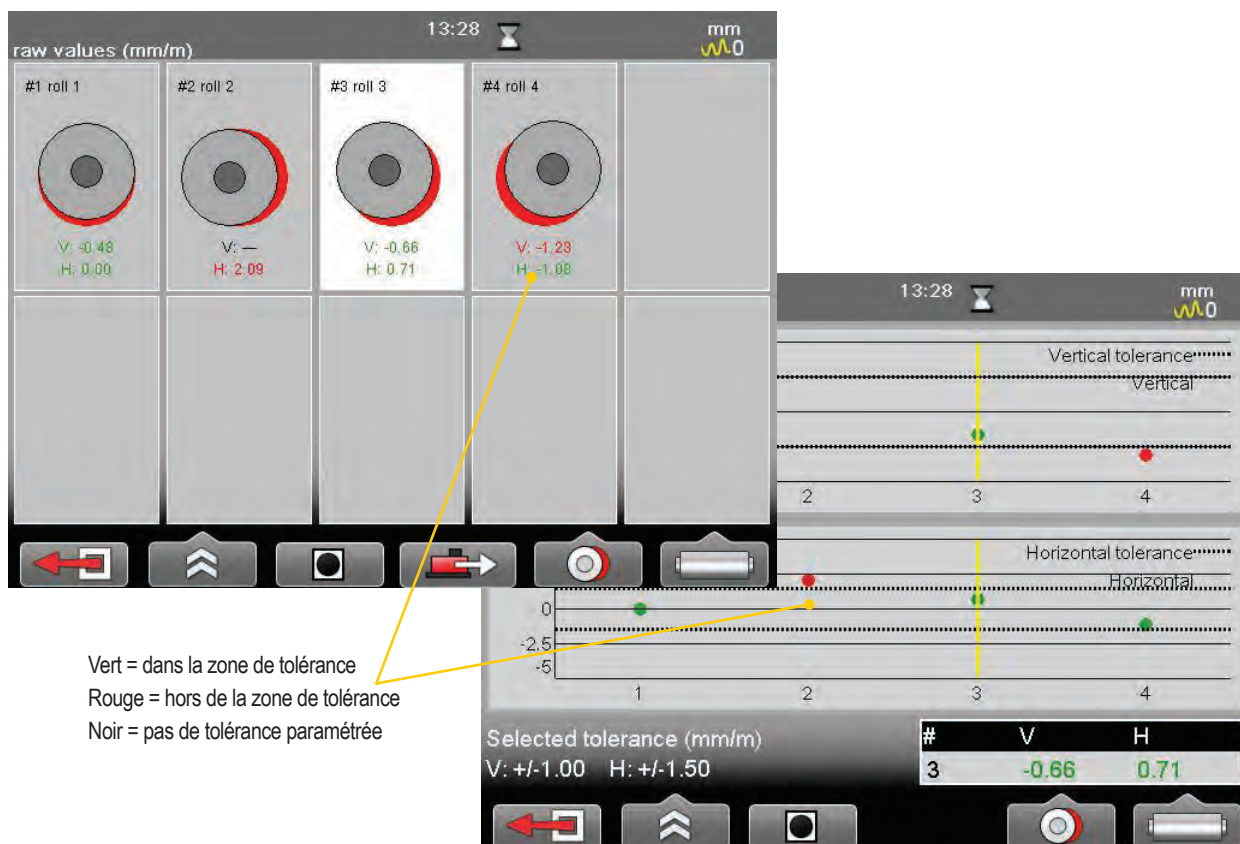 13:28
mm
raw values (mm/m)
0
#1 roll 1
#2 roll 2
#3 roll 3
#4 roll 4
V: -0.48
V: —
V: -0.66
V: -1.23
H: 0.00
H: 2.09
H: 0.71
H: -1.08
13:28
mm
0
Vertical tolerance
Vertical
2
3
4
Horizontal tolerance
Horizontal
0
-2.5
-5
1
2
3
4
Vert = dans la zone de tolérance
Rouge = hors de la zone de tolérance
Noir = pas de tolérance paramétrée
Selected tolerance (mm/m)
V: +/-1.00 H: +/-1.50
# V H
3 -0.66 0.71